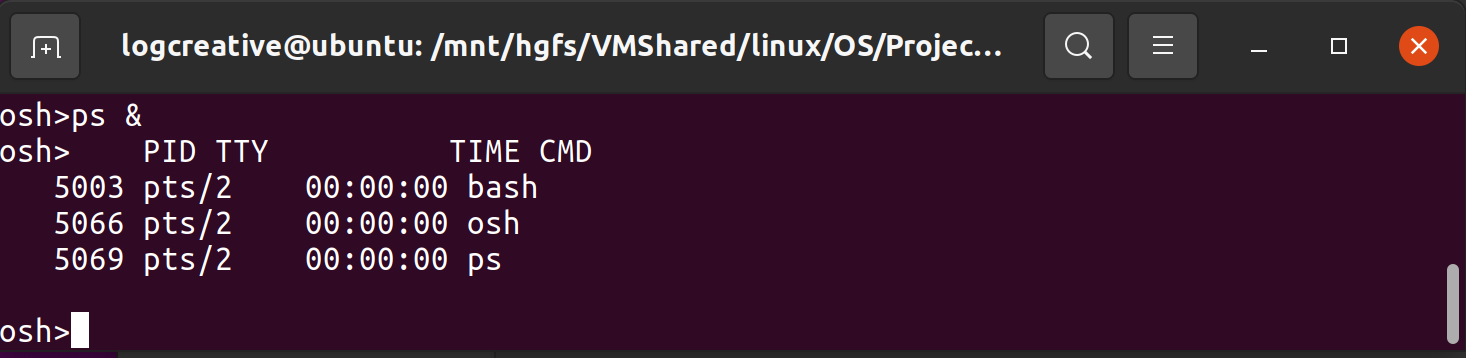 logcreative@ubuntu: /mnt/hgfs/VMShared/linux/OS/Projec...
osh>ps &
osh>    PID TTY          TIME CMD
   5003 pts/2    00:00:00 bash
   5066 pts/2    00:00:00 osh
   5069 pts/2    00:00:00 ps
osh>